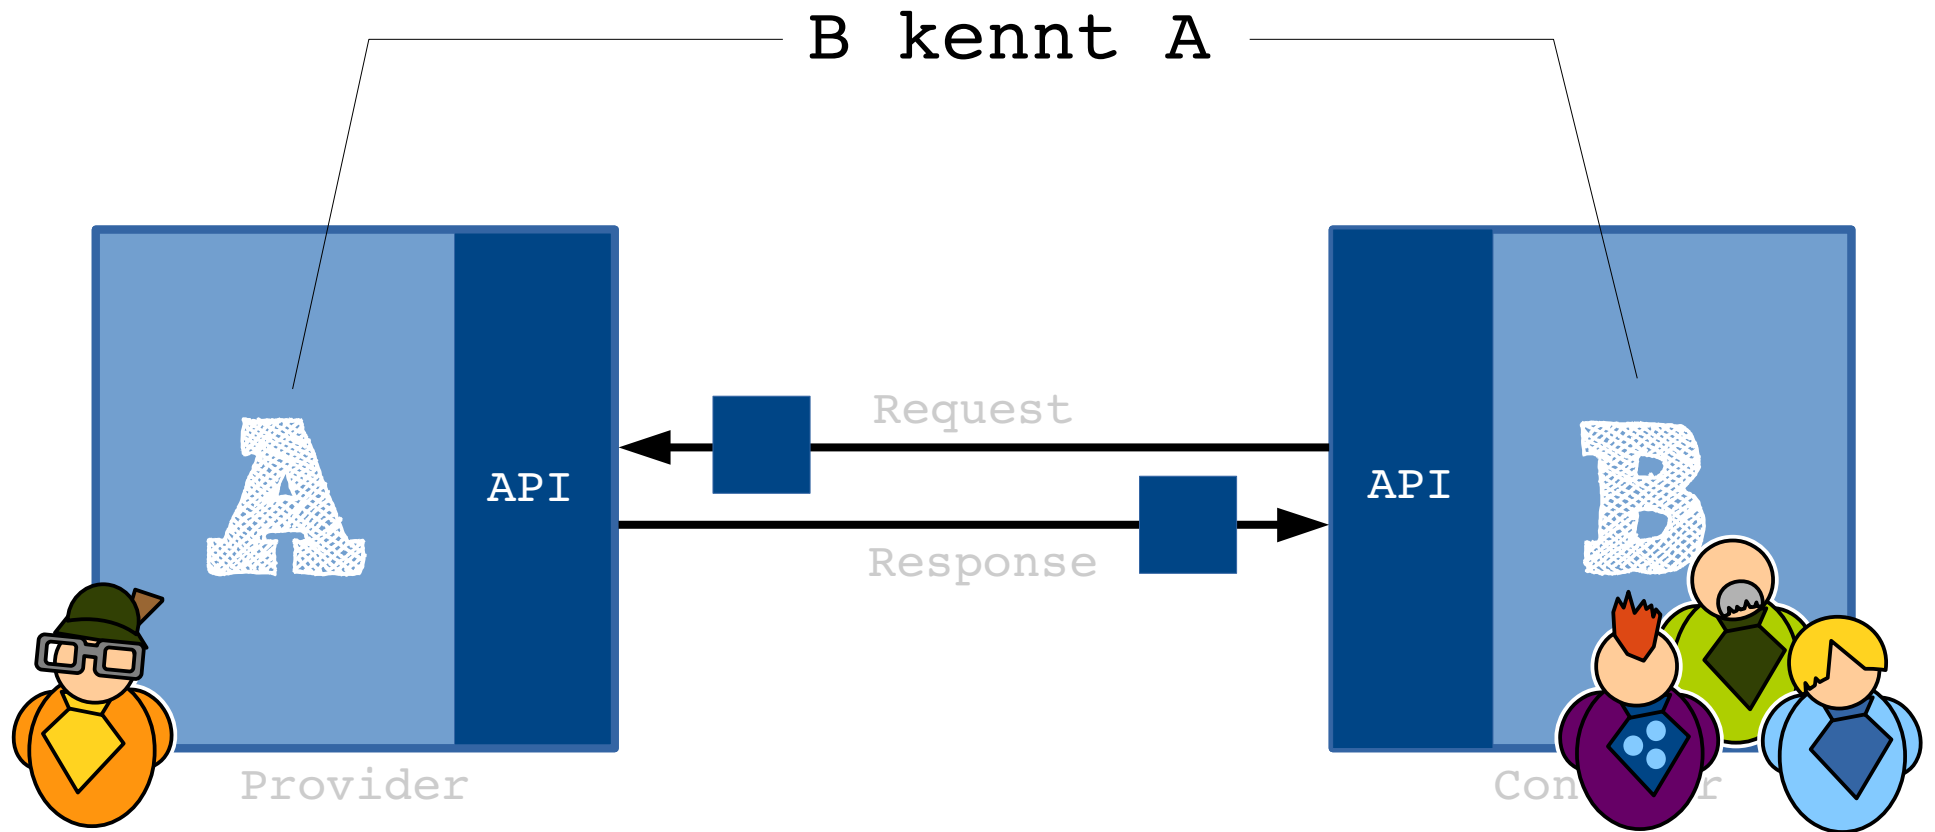 B kennt A
Request
A
API
API
B
Response
Provider